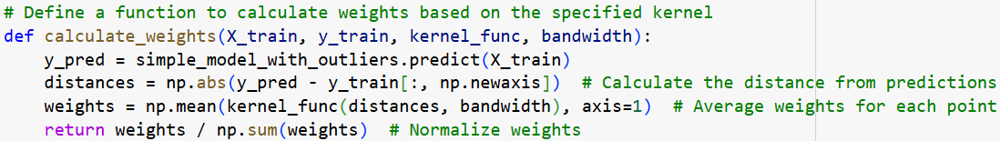 # Define a function to calculate weights based on the specified kernel
def calculate_weights(X_train, y_train, kernel_func, bandwidth):
    y_pred = simple_model_with_outliers.predict(X_train)
    distances = np.abs(y_pred - y_train[:, np.newaxis])  # Calculate the distance from predictions
    weights = np.mean(kernel_func(distances, bandwidth), axis=1)  # Average weights for each point
    return weights / np.sum(weights)  # Normalize weights